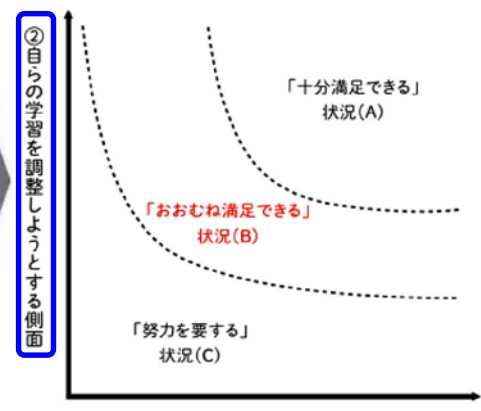 ②自らの学習を調整しようとする側面
「十分満足できる」
状況(A)
「おおむね満足できる」
状況(B)
「努力を要する」
状況(C)